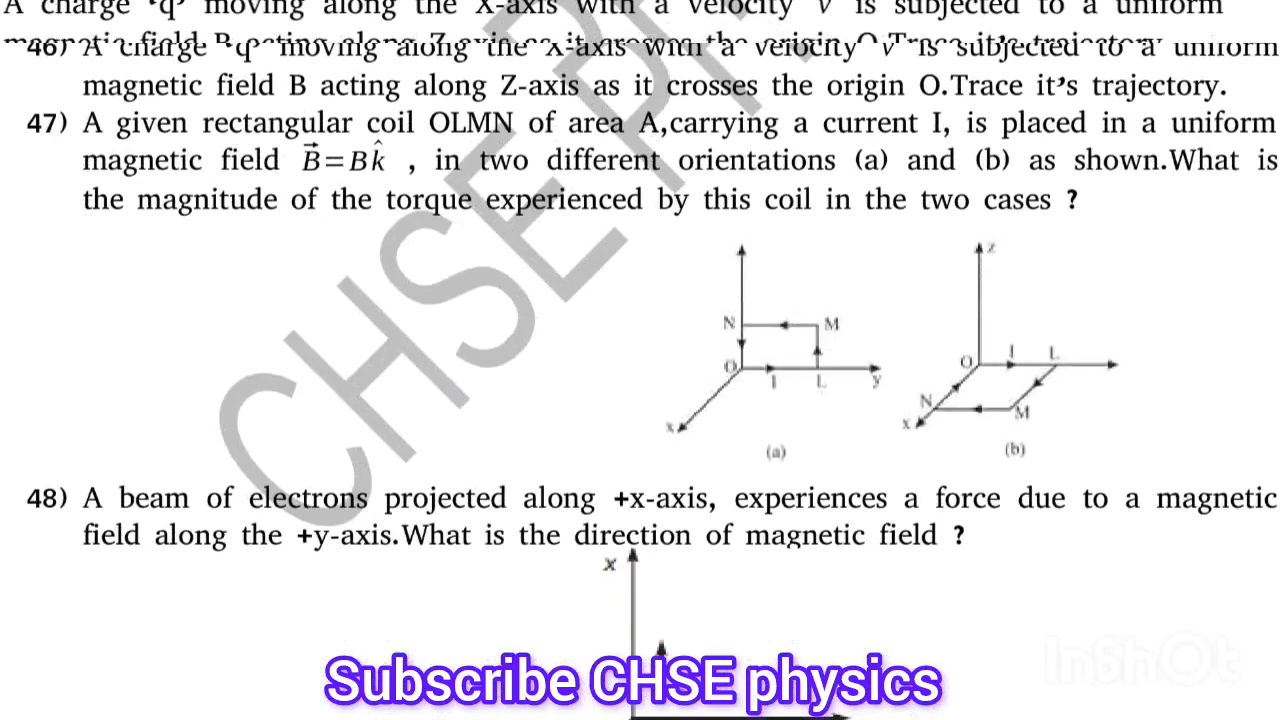 A charge 'q' moving along the X-axis with a velocity v is subjected to a uniform
46)
magnetic field B acting along Z-axis as it crosses the origin O.Trace it's trajectory.
47) A given rectangular coil OLMN of area A,carrying a current I, is placed in a uniform
magnetic field B⃗=Bk̂ , in two different orientations (a) and (b) as shown.What is
the magnitude of the torque experienced by this coil in the two cases ?
z
N M
O I L
O I L y
N M
x x
(a) (b)
48) A beam of electrons projected along +x-axis, experiences a force due to a magnetic
field along the +y-axis.What is the direction of magnetic field ?
x
Subscribe CHSE physics
InShOt
CHSE PH